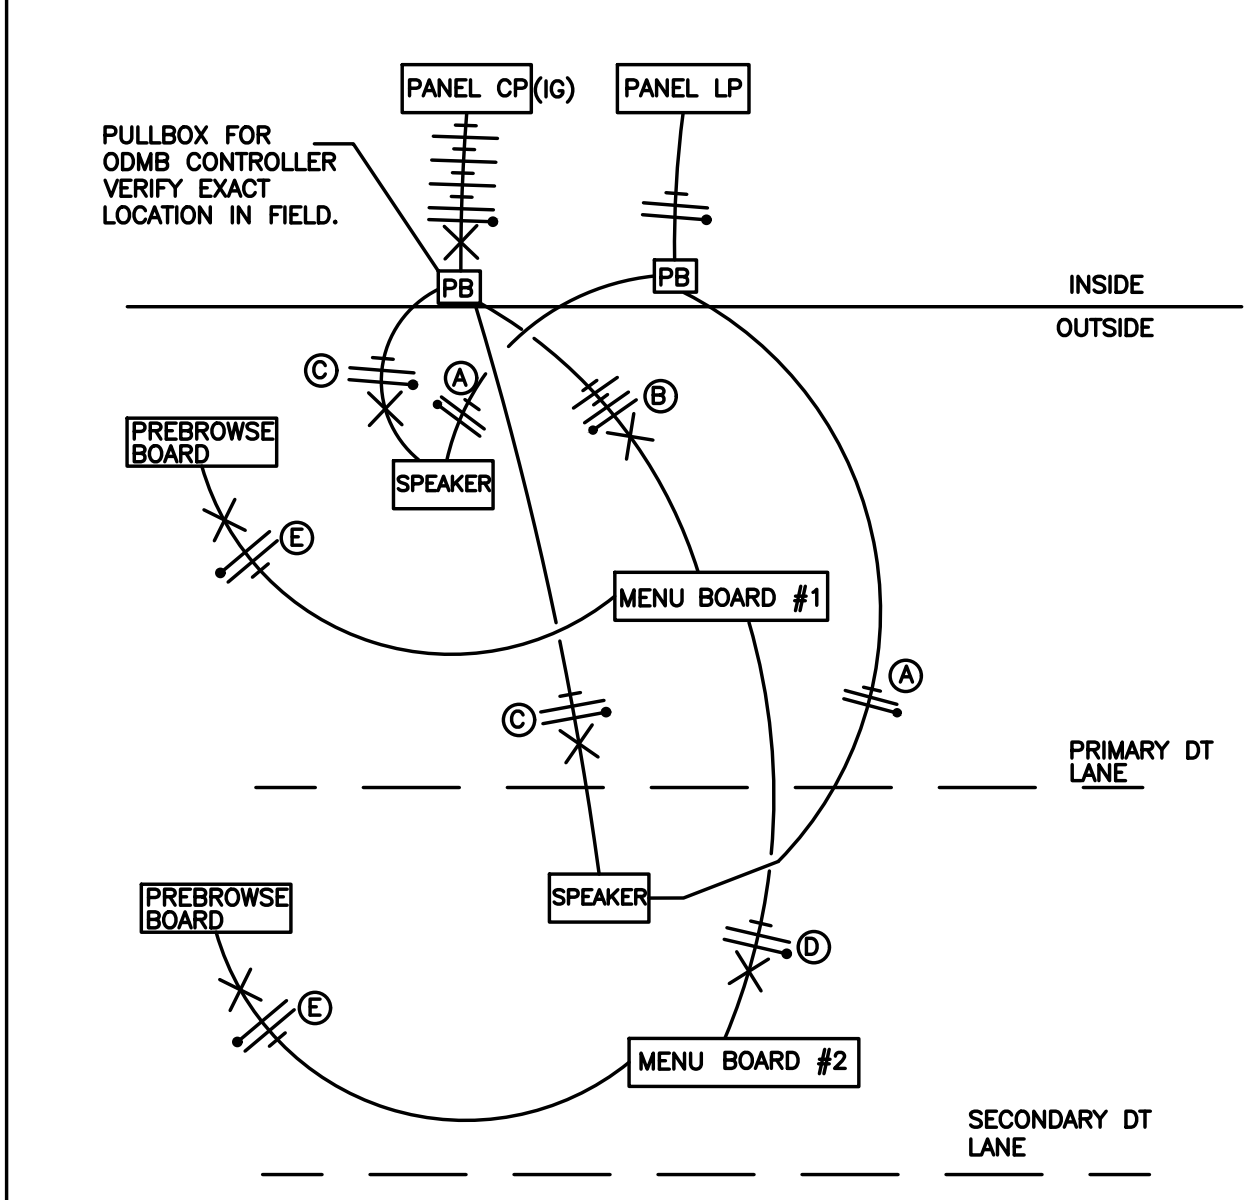 PANEL CP(IG)
PANEL LP
PULLBOX FOR
ODMB CONTROLLER
VERIFY EXACT
LOCATION IN FIELD.
PB
PB
INSIDE
OUTSIDE
C
A
B
PREBROWSE
BOARD
SPEAKER
E
MENU BOARD #1
A
C
PRIMARY DT
LANE
PREBROWSE
BOARD
SPEAKER
D
E
MENU BOARD #2
SECONDARY DT
LANE